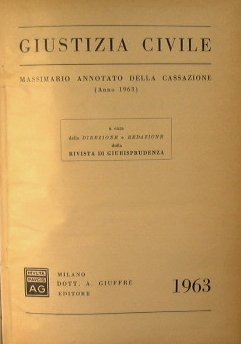 GIUSTIZIA CIVILE
MASSIMARIO ANNOTATO DELLA CASSAZIONE
(Anno 1963)
a cura
della DIREZIONE e REDAZIONE
della
RIVISTA DI GIURISPRUDENZA
MILANO
DOTT. A. GIUFFRÈ
EDITORE
AG
1963